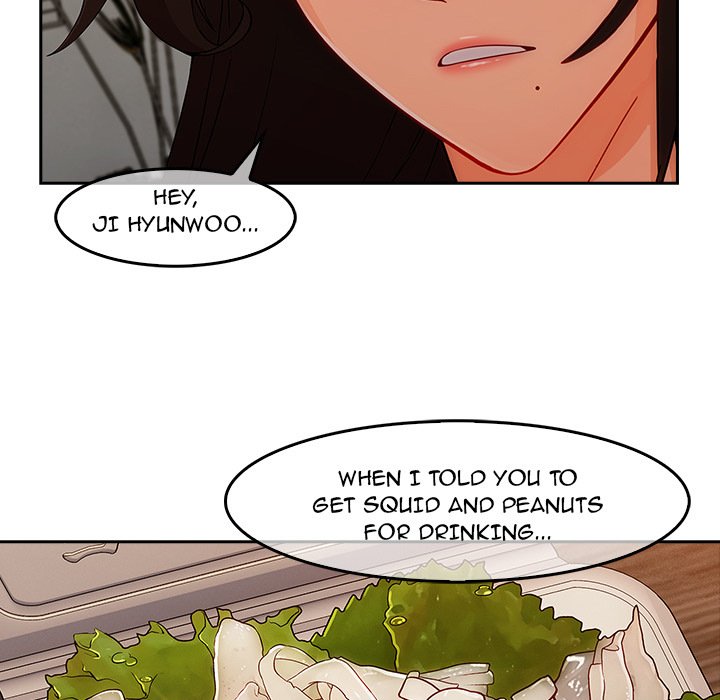 HEY,
JI HYUNWOO...
WHEN I TOLD YOU TO
GET SQUID AND PEANUTS
FOR DRINKING...